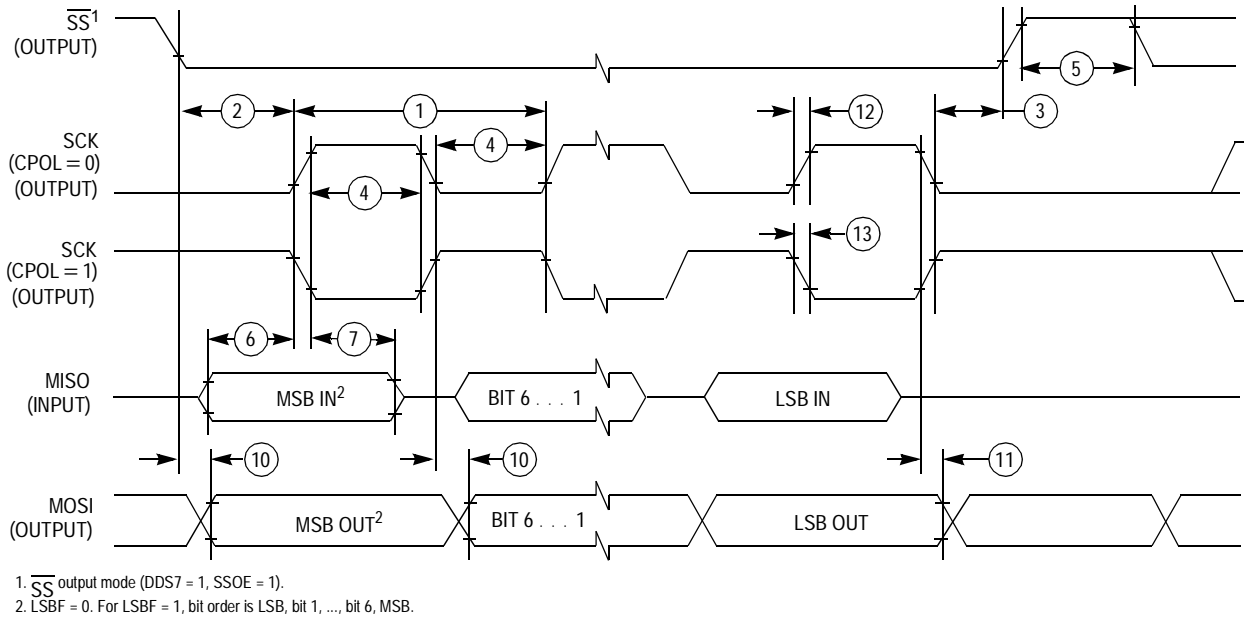 SS1
(OUTPUT)
5
2
1
12
3
SCK
(CPOL = 0)
(OUTPUT)
4
4
SCK
(CPOL = 1)
(OUTPUT)
13
6
7
MISO
(INPUT)
MSB IN2
BIT 6 . . . 1
LSB IN
10
10
11
MOSI
(OUTPUT)
MSB OUT2
BIT 6 . . . 1
LSB OUT
1. SS output mode (DDS7 = 1, SSOE = 1).
2. LSBF = 0. For LSBF = 1, bit order is LSB, bit 1, ..., bit 6, MSB.